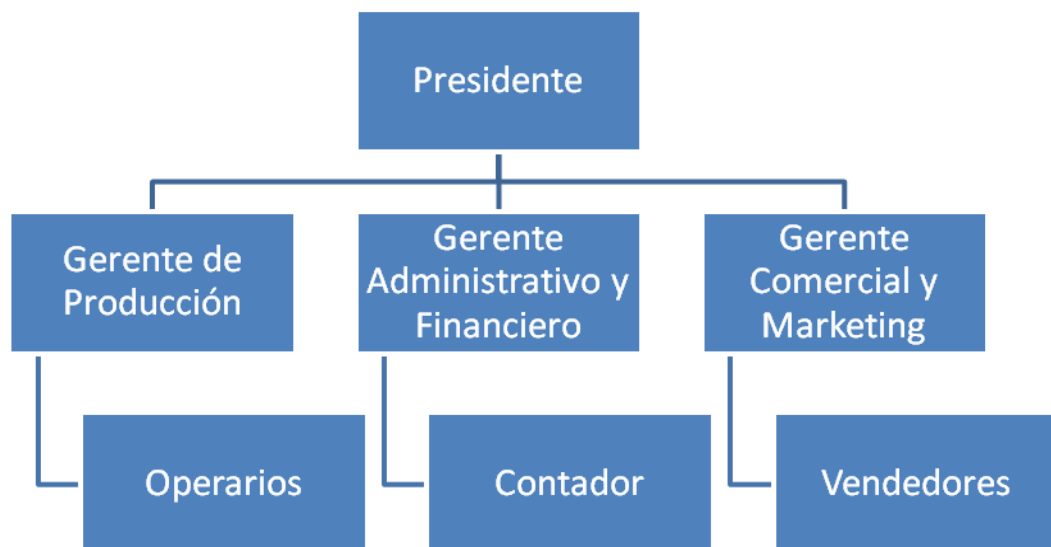 Presidente
Gerente de
Producción
Gerente
Administrativo y
Financiero
Gerente
Comercial y
Marketing
Operarios
Contador
Vendedores